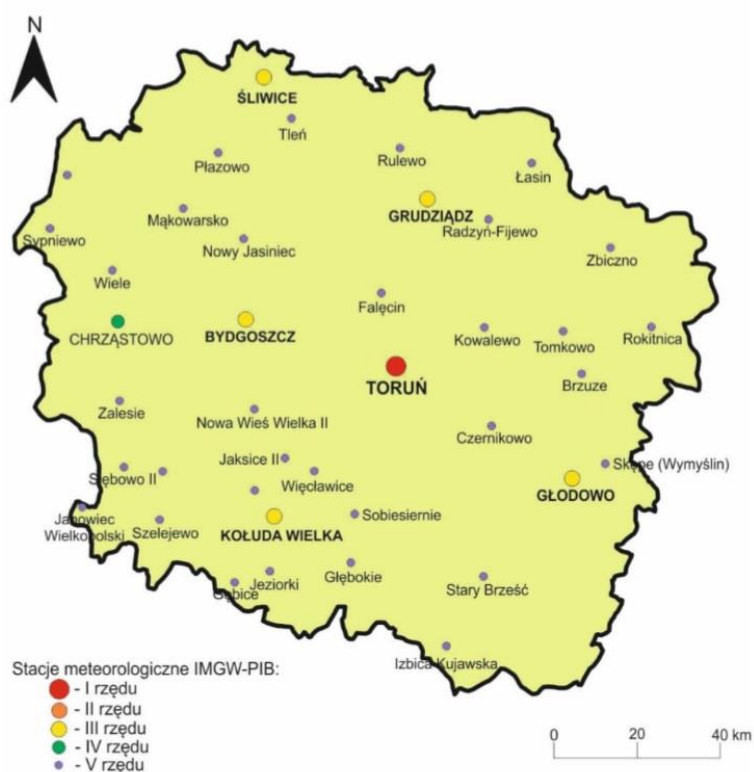 N
ŚLIWICE
Tleń
Płazowo
Rulewo
Łasin
Mąkowarsko
GRUDZIĄDZ
Radzyń-Fijewo
Sypniewo
Nowy Jasiniec
Zbiczno
Wiele
Falęcin
CHRZĄSTOWO
BYDGOSZCZ
Kowalewo
Tomkowo
Rokitnica
TORUŃ
Brzuze
Zalesie
Nowa Wieś Wielka II
Czernikowo
Jaksice II
Skępe (Wymyślin)
Słębowo II
Więcławice
GŁODOWO
Janowiec
Wielkopolski
Szelejewo
KOŁUDA WIELKA
Sobiesiernie
Głębokie
Jeziorki
Gębice
Stary Brześć
Izbica Kujawska
Stacje meteorologiczne IMGW-PIB:
- I rzędu
- II rzędu
- III rzędu
- IV rzędu
- V rzędu
0 20 40 km